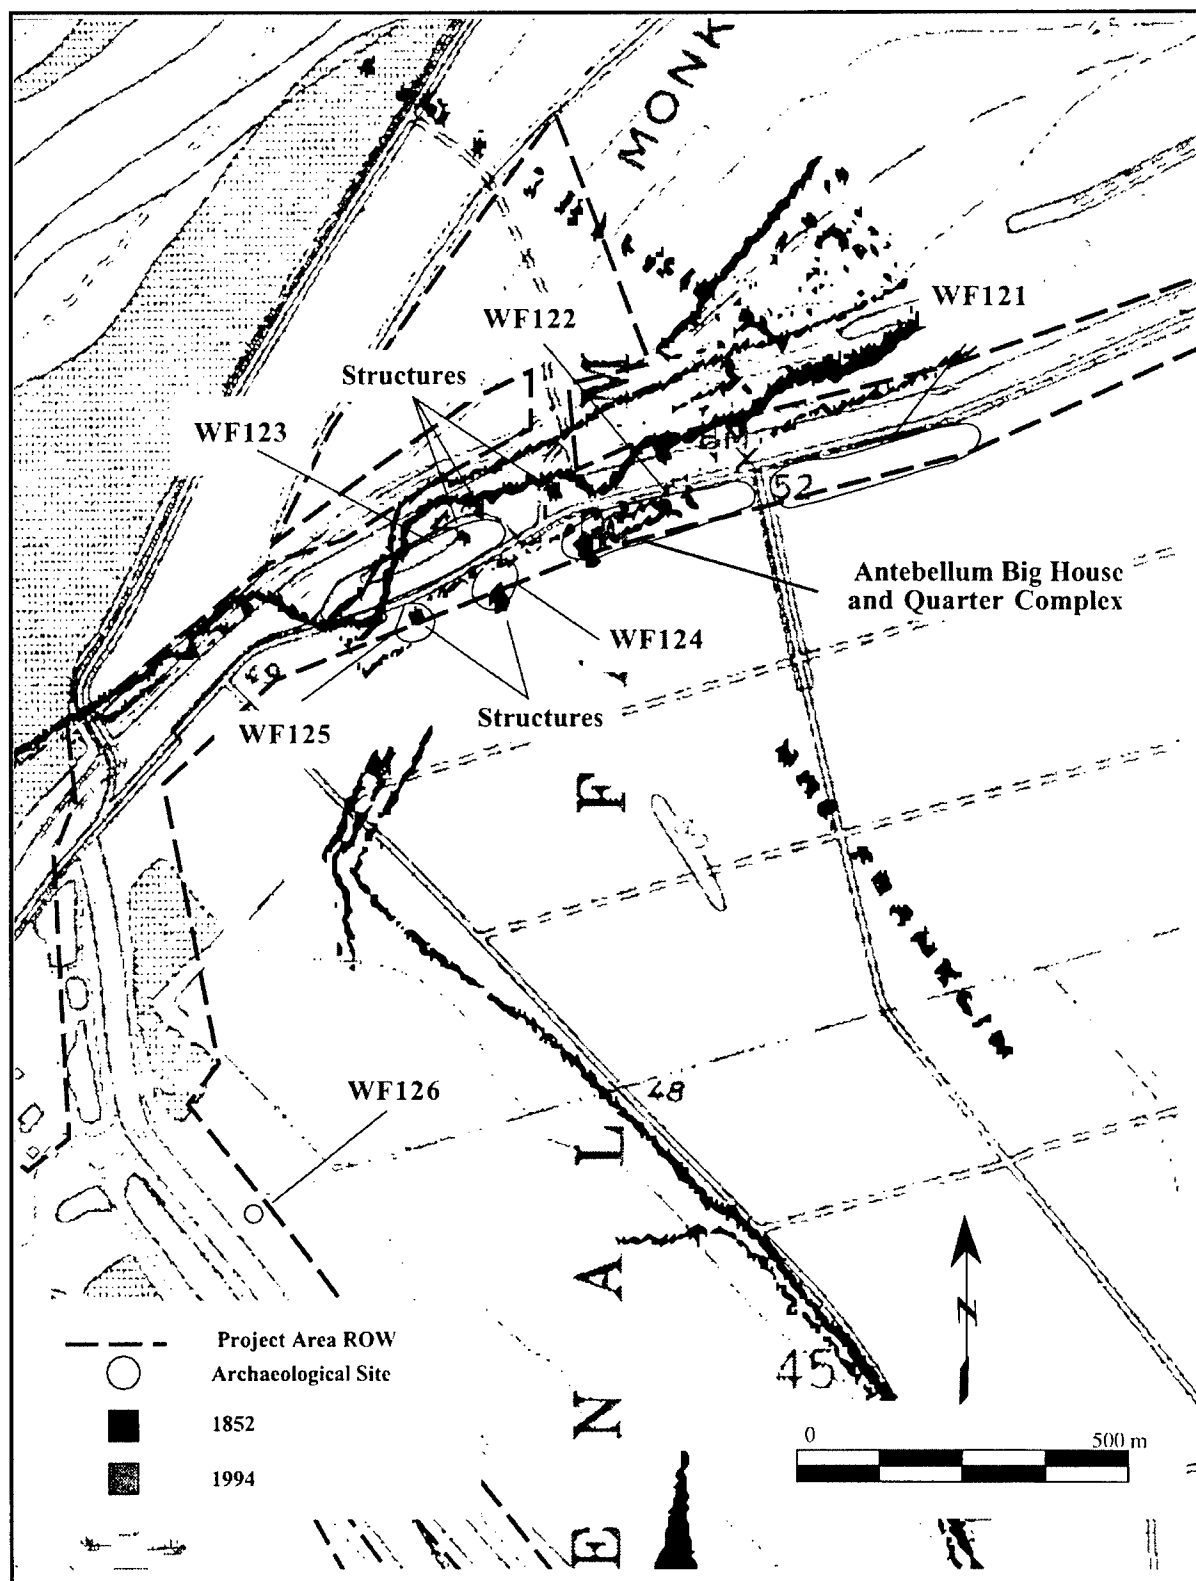 MONK
WF122
WF121
Structures
M
WF123
BM
X
52
Antebellum Big House
and Quarter Complex
WF124
49
Structures
WF125
F
WF126
48
L
A
N
45
Project Area ROW
Archaeological Site
1852
1994
0
500 m
N
E